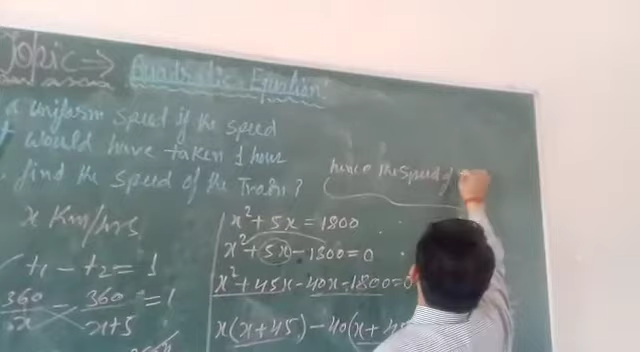 Topic → Quadratic Equation:
a uniform speed if the speed
would have taken 1 hour
find the speed of the Train?
x Km/hrs
t₁ - t₂ = 1
360/x - 360/x+5 = 1
hence the speed of
x² + 5x = 1800
x² + 5x - 1800 = 0
x² + 45x - 40x - 1800 = 0
x(x+45) - 40(x+45